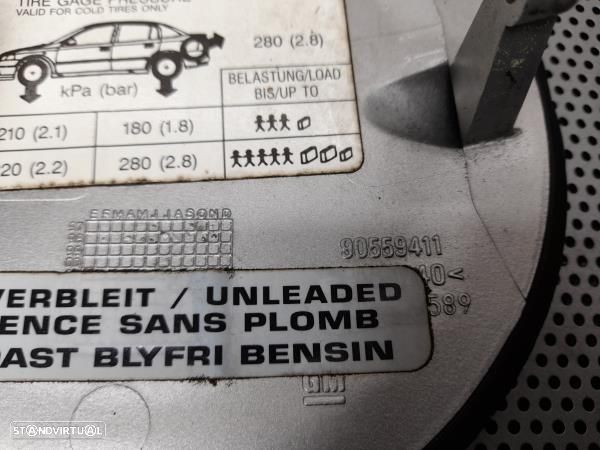 TIRE GAGE PRESSURE
VALID FOR COLD TIRES ONLY
280 (2.8)
kPa (bar)
BELASTUNG/LOAD
BIS/UP TO
210 (2.1) 180 (1.8)
20 (2.2) 280 (2.8)
FMAMJJASOND
90559411
40<
589
VERBLEIT / UNLEADED
ENCE SANS PLOMB
AST BLYFRI BENSIN
GM
STANDVIRTUAL